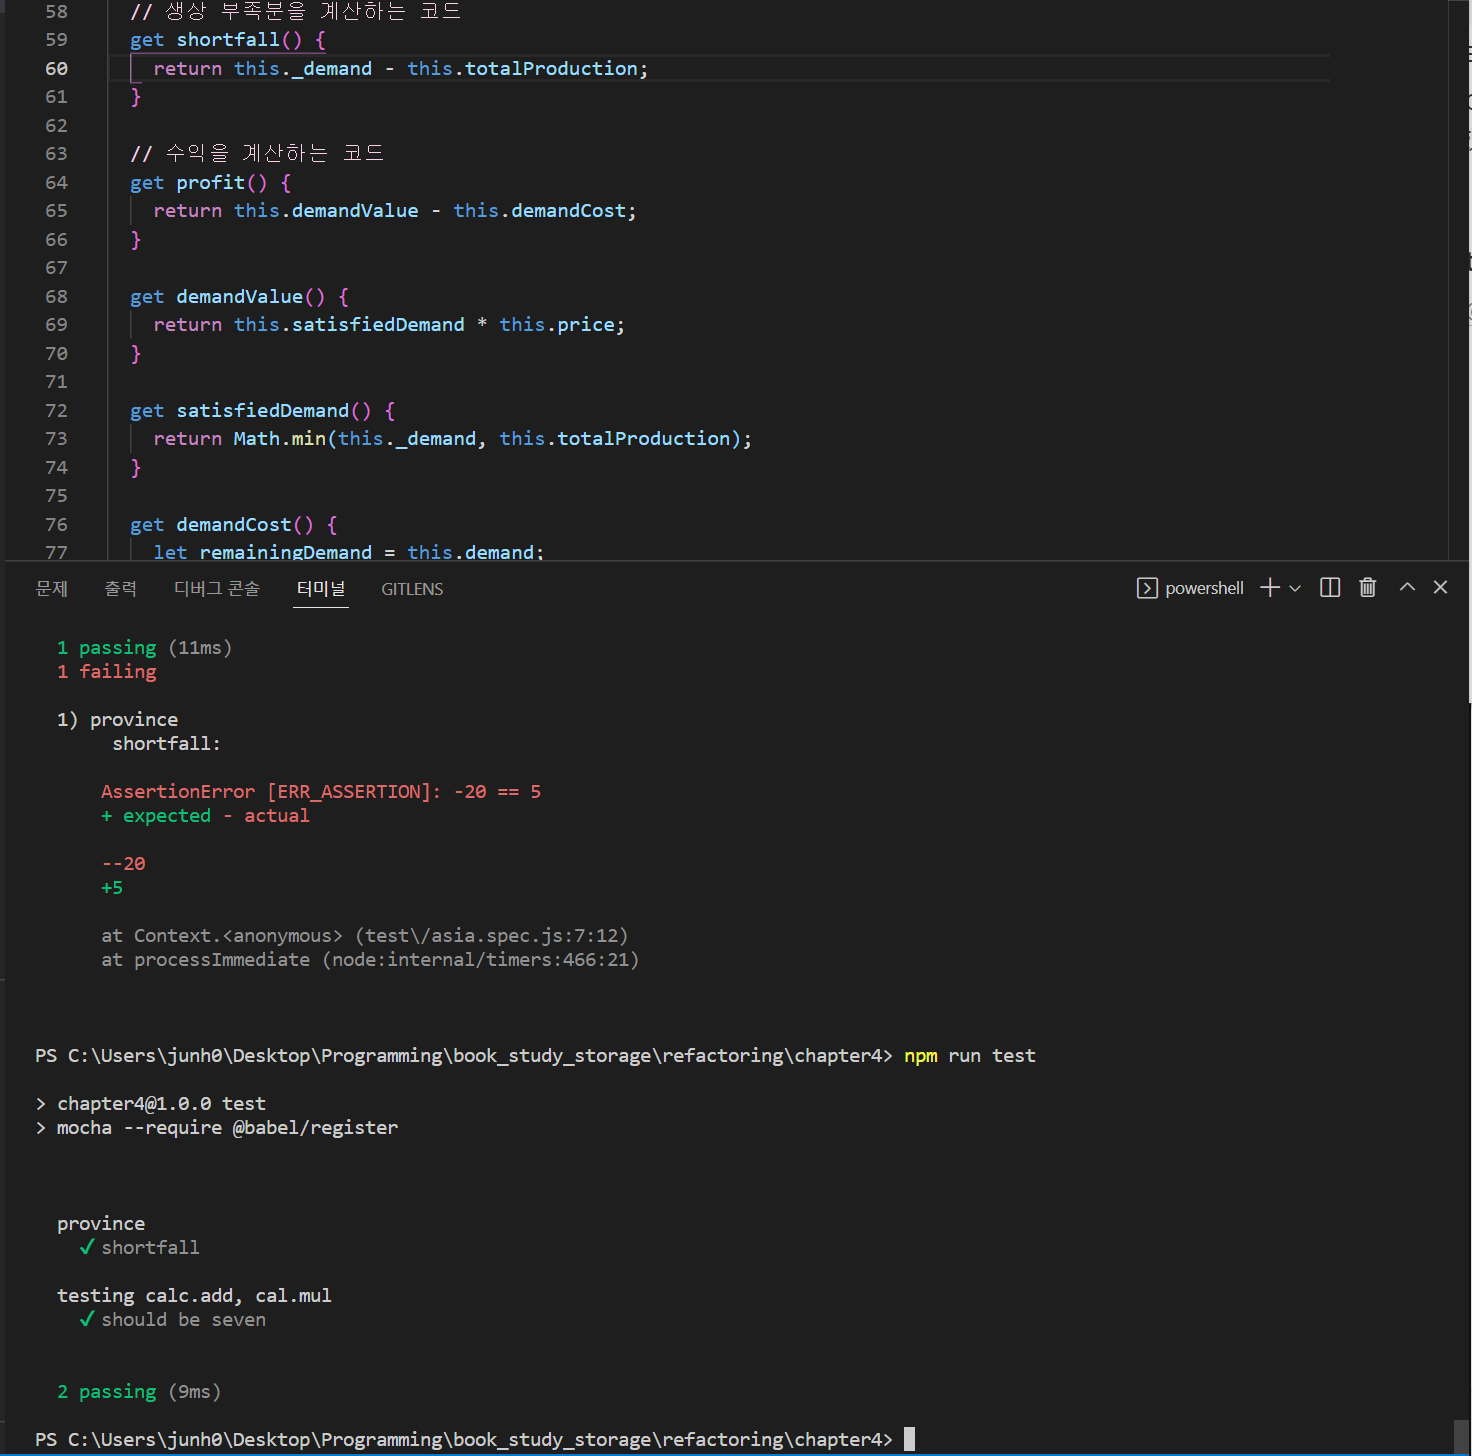 58 // 생상 부족분을 계산하는 코드
59 get shortfall() {
60 return this._demand - this.totalProduction;
61 }
62
63 // 수익을 계산하는 코드
64 get profit() {
65 return this.demandValue - this.demandCost;
66 }
67
68 get demandValue() {
69 return this.satisfiedDemand * this.price;
70 }
71
72 get satisfiedDemand() {
73 return Math.min(this._demand, this.totalProduction);
74 }
75
76 get demandCost() {
77 let remainingDemand = this.demand;
문제 출력 디버그 콘솔 터미널 GITLENS powershell
1 passing (11ms)
1 failing
1) province
shortfall:
AssertionError [ERR_ASSERTION]: -20 == 5
+ expected - actual
--20
+5
at Context.<anonymous> (test\/asia.spec.js:7:12)
at processImmediate (node:internal/timers:466:21)
PS C:\Users\junh0\Desktop\Programming\book_study_storage\refactoring\chapter4> npm run test
> chapter4@1.0.0 test
> mocha --require @babel/register
province
✓ shortfall
testing calc.add, cal.mul
✓ should be seven
2 passing (9ms)
PS C:\Users\junh0\Desktop\Programming\book_study_storage\refactoring\chapter4>